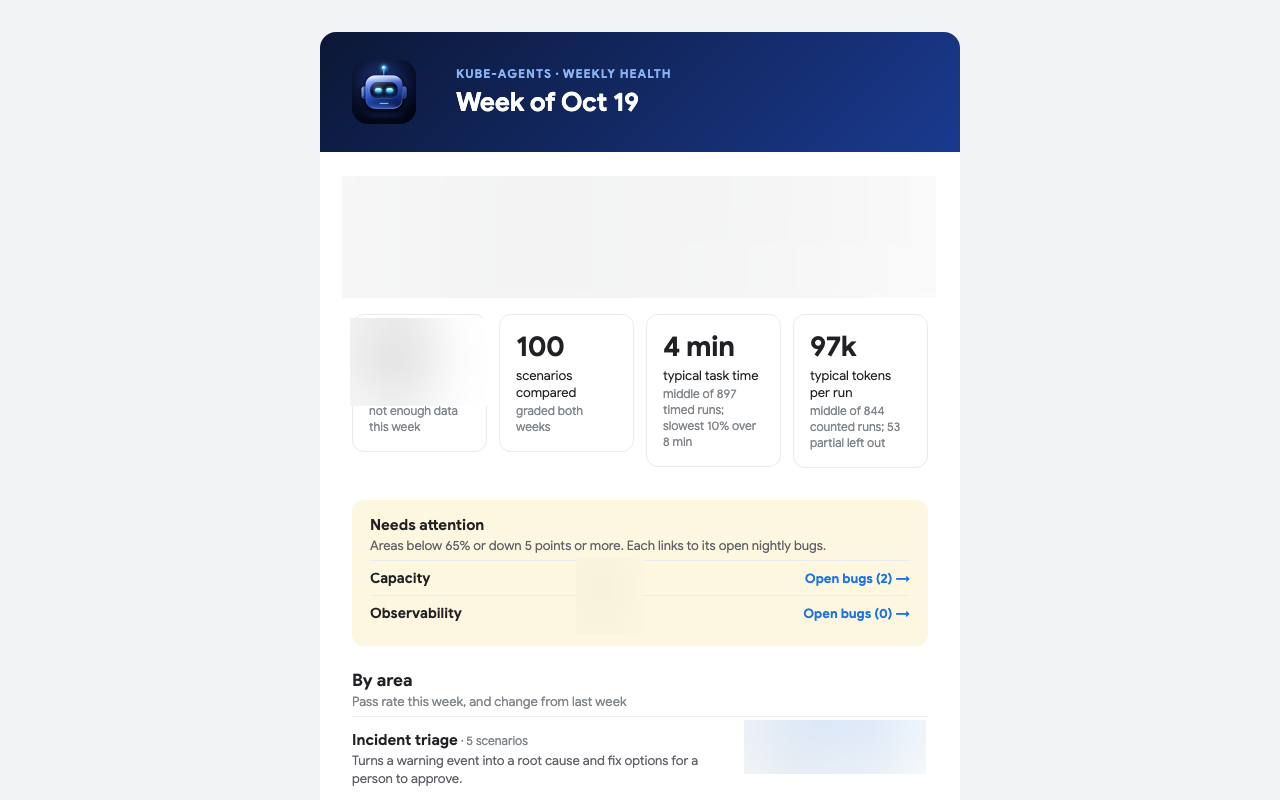 KUBE-AGENTS · WEEKLY HEALTH
Week of Oct 19
not enough data
this week
100
scenarios
compared
graded both
weeks
4 min
typical task time
middle of 897
timed runs;
slowest 10% over
8 min
97k
typical tokens
per run
middle of 844
counted runs; 53
partial left out
Needs attention
Areas below 65% or down 5 points or more. Each links to its open nightly bugs.
Capacity
Open bugs (2) →
Observability
Open bugs (0) →
By area
Pass rate this week, and change from last week
Incident triage · 5 scenarios
Turns a warning event into a root cause and fix options for a
person to approve.